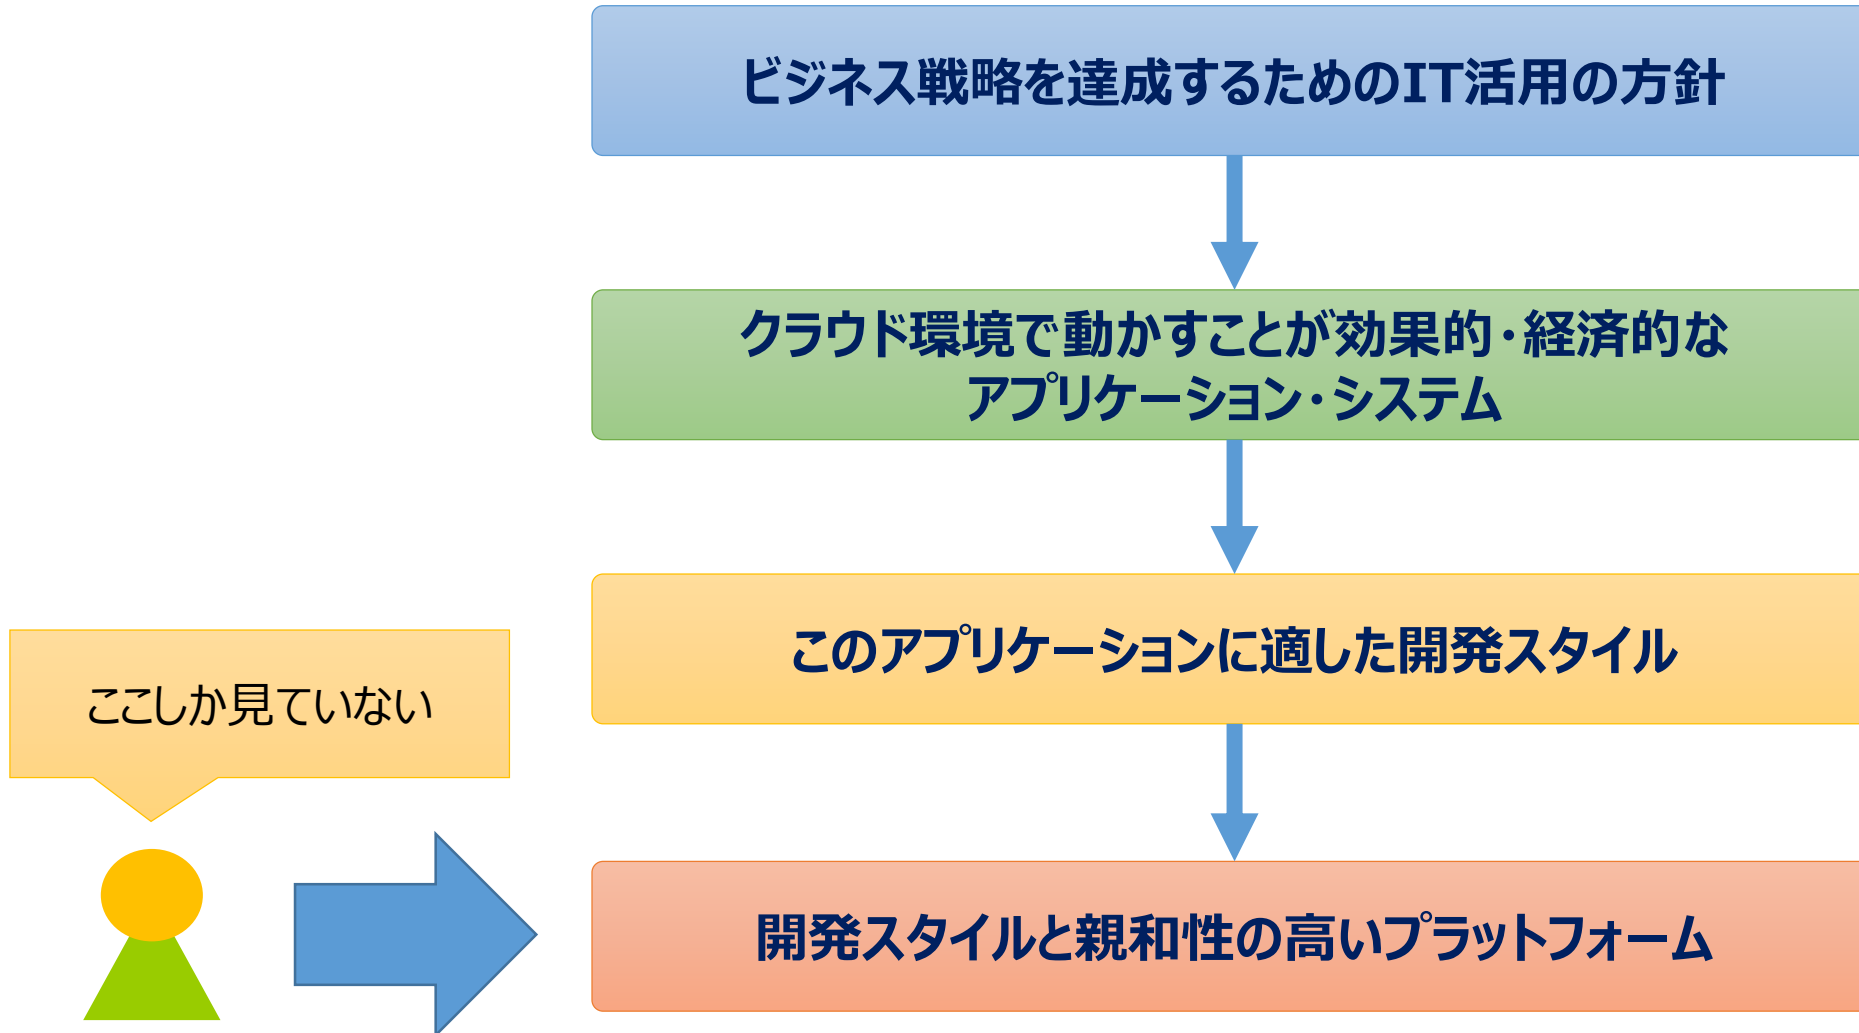 ビジネス戦略を達成するためのIT活用の方針
クラウド環境で動かすことが効果的・経済的な
アプリケーション・システム
このアプリケーションに適した開発スタイル
ここしか見ていない
開発スタイルと親和性の高いプラットフォーム